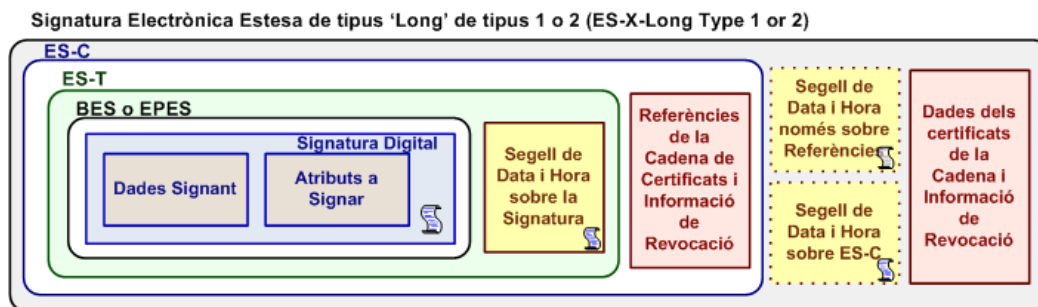 Signatura Electrònica Estesa de tipus ‘Long’ de tipus 1 o 2 (ES-X-Long Type 1 or 2)
ES-C
ES-T
BES o EPES
Signatura Digital
Dades Signant
Atributs a
Signar
Segell de
Data i Hora
sobre la
Signatura
Referències
de la
Cadena de
Certificats i
Informació
de
Revocació
Segell de
Data i Hora
només sobre
Referències
Segell de
Data i Hora
sobre ES-C
Dades dels
certificats
de la
Cadena i
Informació
de
Revocació